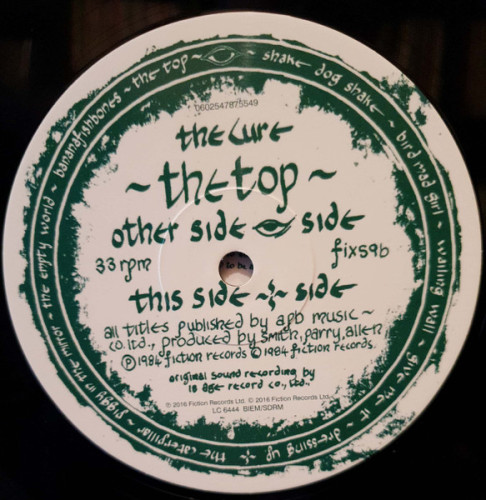 shake dog shake ~ bird mad girl ~ wailing wall ~ give me it ~ dressing up
the caterpillar ~ piggy in the mirror ~ the empty world ~ bananafishbones ~ the top ~
0602547875549
the cure
~ the top ~
other side side
33 rpm fix59b
this side ~ ~ side
all titles published by apb music ~
co. ltd., produced by smith, parry, allen
℗ 1984 fiction records © 1984 fiction records.
original sound recording by
18 age record co., ltd.,
℗ 2016 Fiction Records Ltd. © 2016 Fiction Records Ltd.
LC 6444 BIEM/SDRM